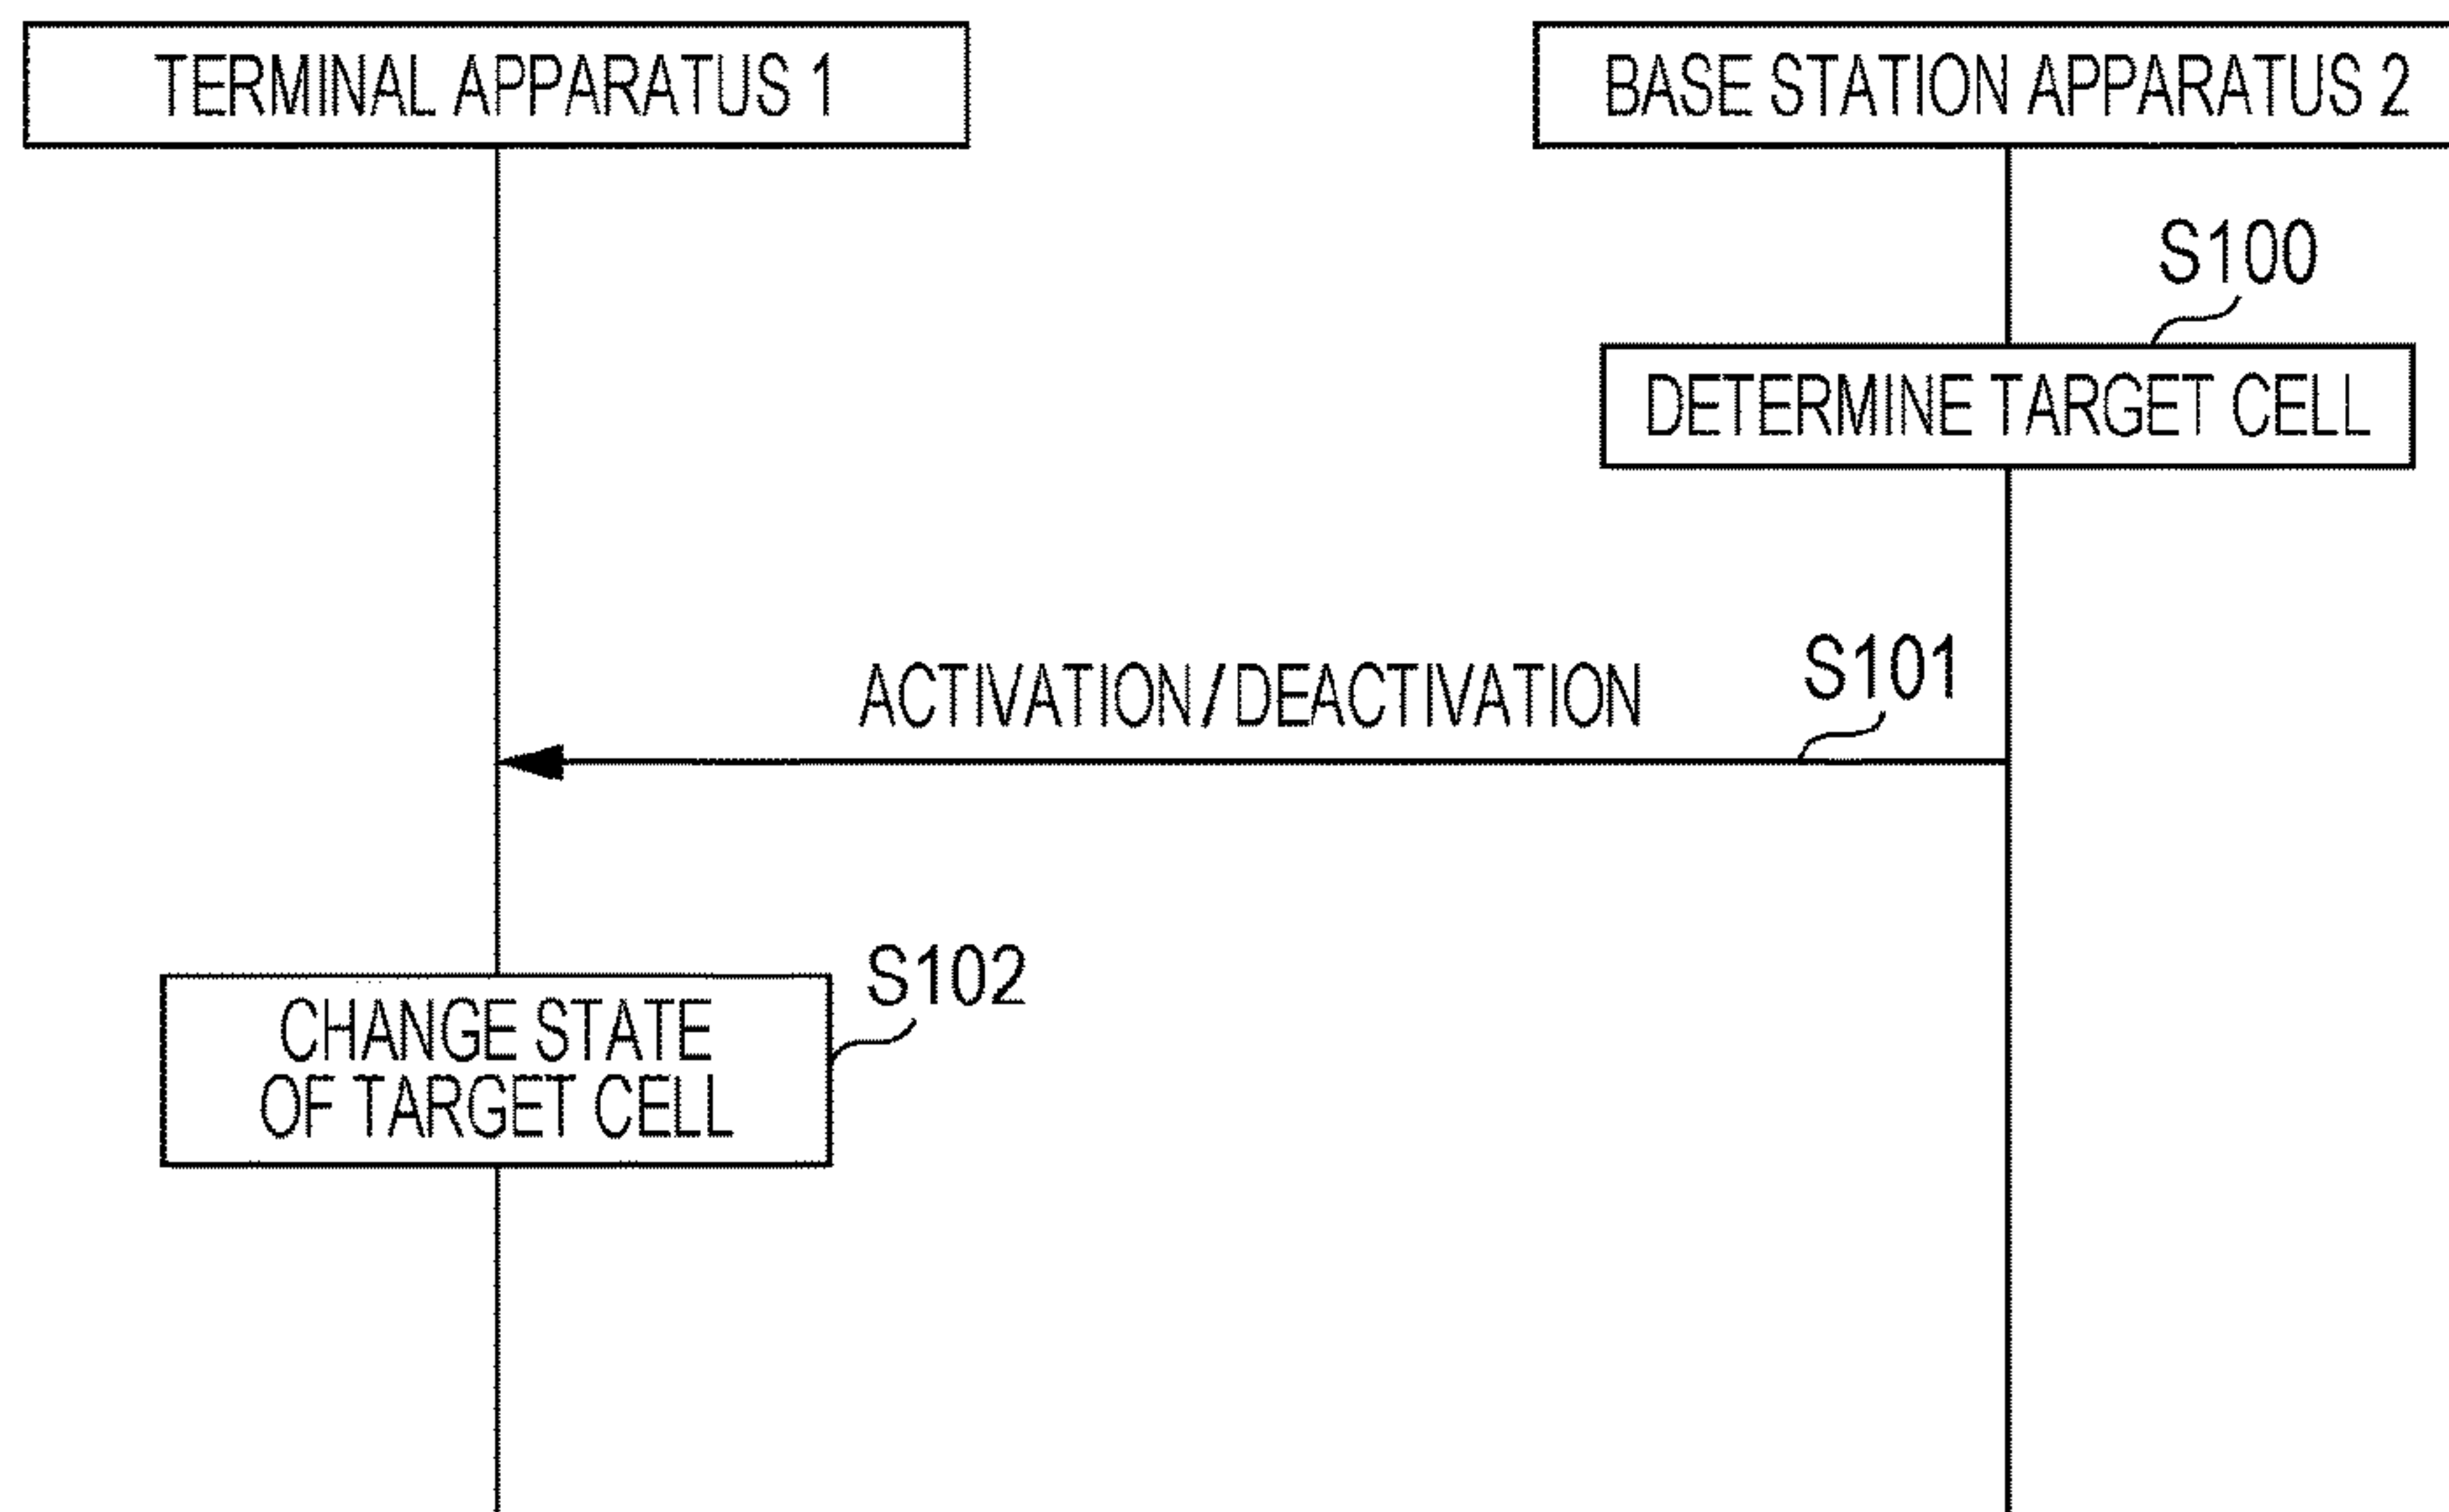 TERMINAL APPARATUS 1
BASE STATION APPARATUS 2
S100
DETERMINE TARGET CELL
S101
ACTIVATION/DEACTIVATION
S102
CHANGE STATE
OF TARGET CELL